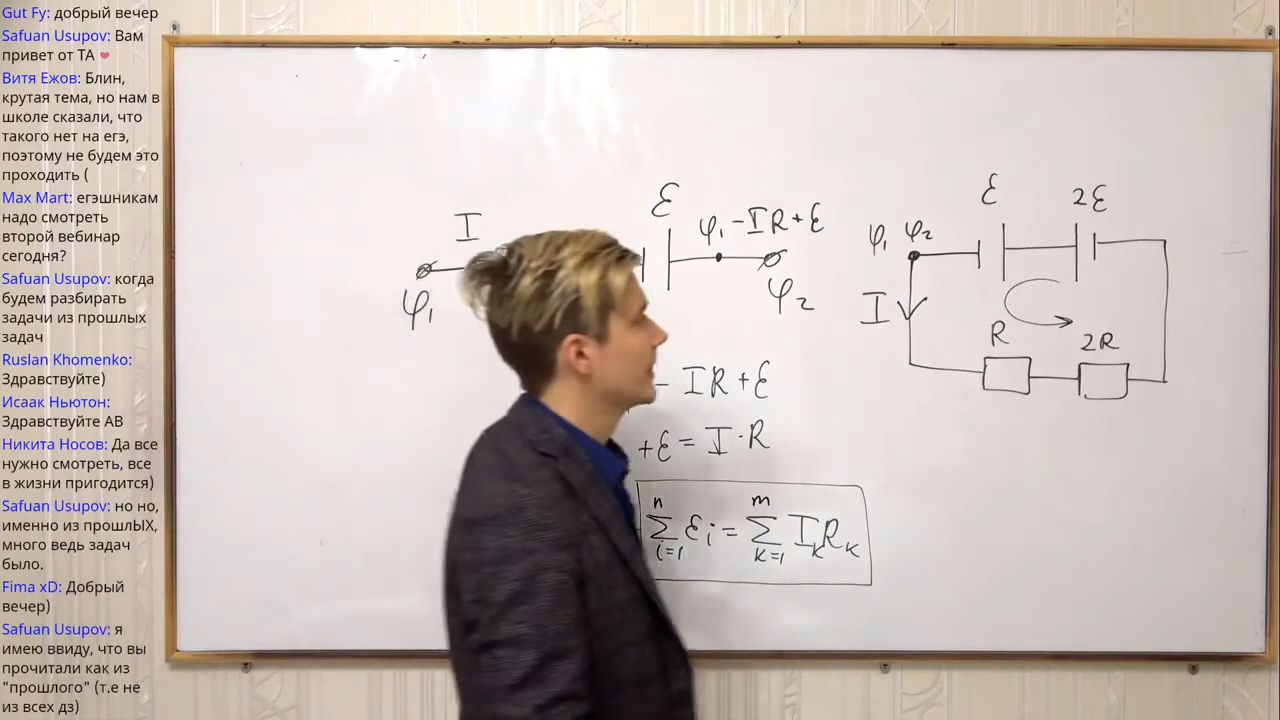 Gut Fy: добрый вечер
Safuan Usupov: Вам
привет от ТА ❤
Витя Ежов: Блин,
крутая тема, но нам в
школе сказали, что
такого нет на егэ,
поэтому не будем это
проходить (
Max Mart: егэшникам
надо смотреть
второй вебинар
сегодня?
Safuan Usupov: когда
будем разбирать
задачи из прошлых
задач
Ruslan Khomenko:
Здравствуйте)
Исаак Ньютон:
Здравствуйте АВ
Никита Носов: Да все
нужно смотреть, все
в жизни пригодится)
Safuan Usupov: но но,
именно из прошлЫХ,
много ведь задач
было.
Fima xD: Добрый
вечер)
Safuan Usupov: я
имею ввиду, что вы
прочитали как из
"прошлого" (т.е не
из всех дз)
I
φ₁
ℰ
φ₁ -IR+ℰ
φ₂
- IR +ℰ
+ℰ = I·R
n
∑ ℰi = 
i=1
m
∑ IkRk
k=1
ℰ
2ℰ
φ₁ φ₂
I
R
2R